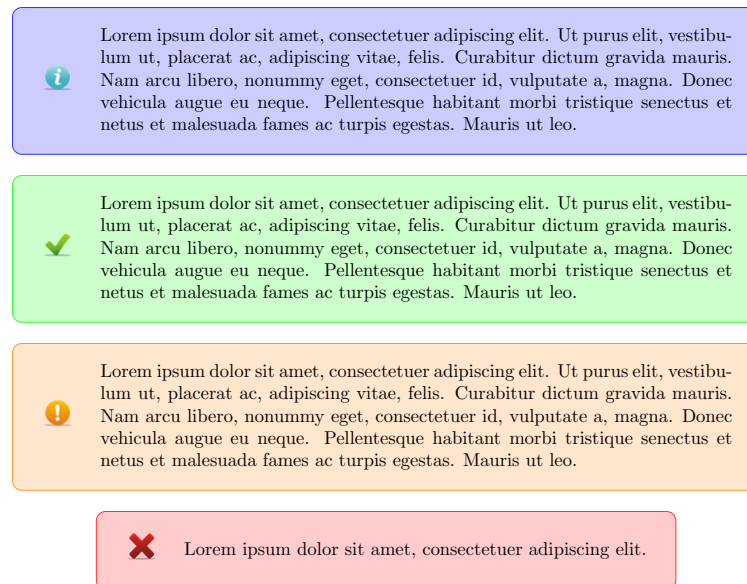 Lorem ipsum dolor sit amet, consectetuer adipiscing elit. Ut purus elit, vestibu-
lum ut, placerat ac, adipiscing vitae, felis. Curabitur dictum gravida mauris.
Nam arcu libero, nonummy eget, consectetuer id, vulputate a, magna. Donec
vehicula augue eu neque. Pellentesque habitant morbi tristique senectus et
netus et malesuada fames ac turpis egestas. Mauris ut leo.
Lorem ipsum dolor sit amet, consectetuer adipiscing elit. Ut purus elit, vestibu-
lum ut, placerat ac, adipiscing vitae, felis. Curabitur dictum gravida mauris.
Nam arcu libero, nonummy eget, consectetuer id, vulputate a, magna. Donec
vehicula augue eu neque. Pellentesque habitant morbi tristique senectus et
netus et malesuada fames ac turpis egestas. Mauris ut leo.
Lorem ipsum dolor sit amet, consectetuer adipiscing elit. Ut purus elit, vestibu-
lum ut, placerat ac, adipiscing vitae, felis. Curabitur dictum gravida mauris.
Nam arcu libero, nonummy eget, consectetuer id, vulputate a, magna. Donec
vehicula augue eu neque. Pellentesque habitant morbi tristique senectus et
netus et malesuada fames ac turpis egestas. Mauris ut leo.
Lorem ipsum dolor sit amet, consectetuer adipiscing elit.